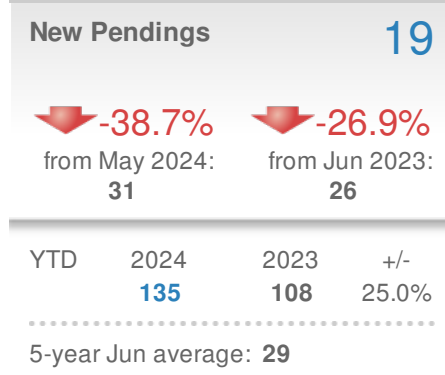 New Pendings 19
-38.7% -26.9%
from May 2024: from Jun 2023:
31 26
YTD 2024 2023 +/-
135 108 25.0%
5-year Jun average: 29